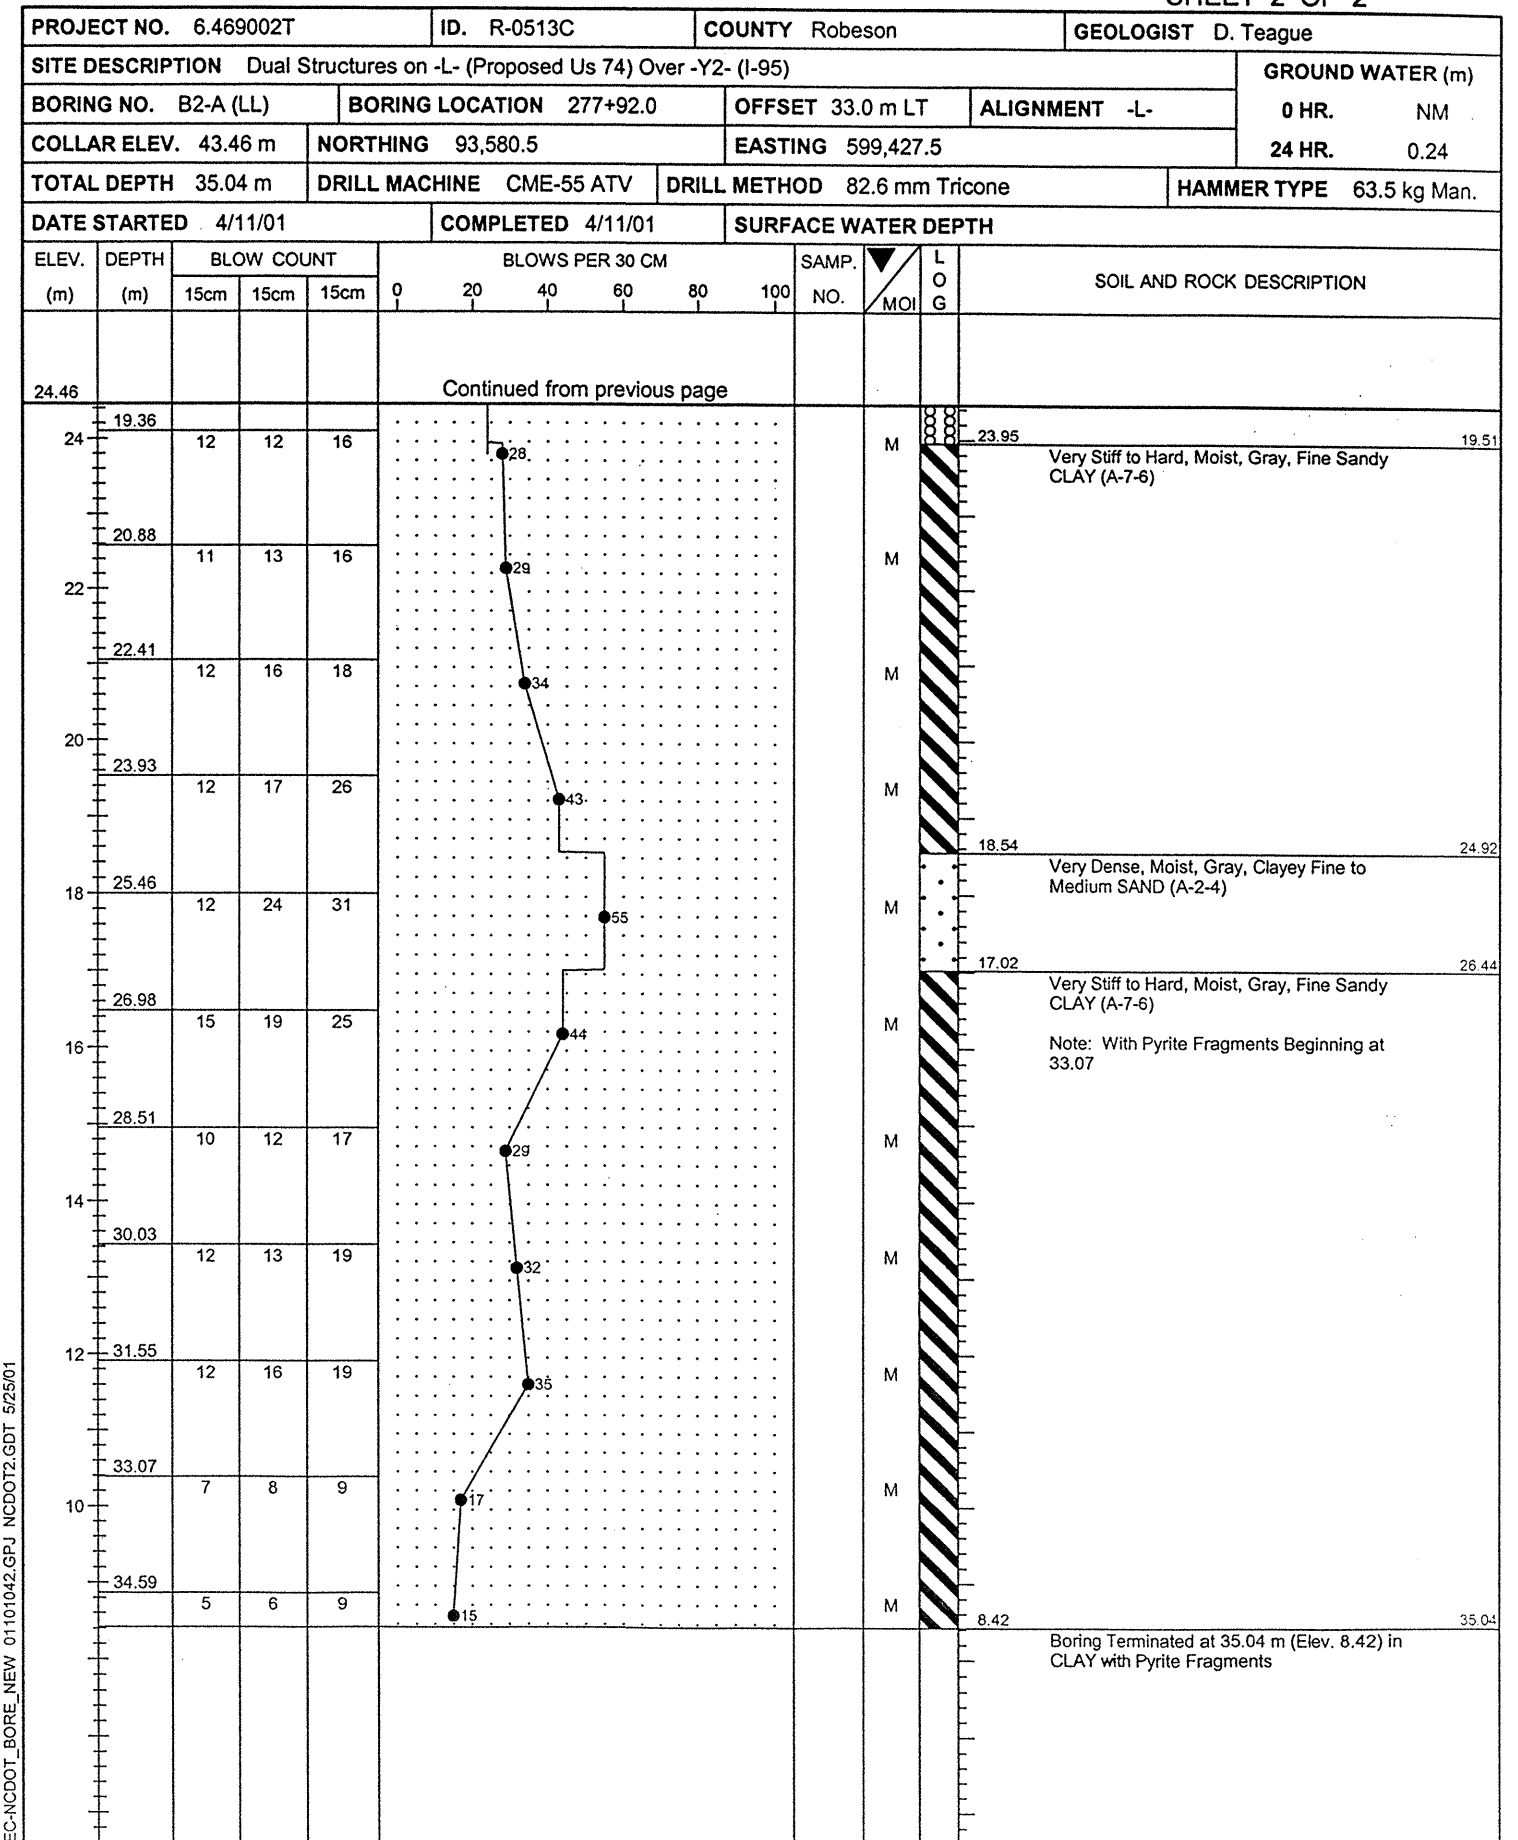 SHEET 2 OF 2
PROJECT NO. 6.469002T ID. R-0513C COUNTY Robeson GEOLOGIST D. Teague
SITE DESCRIPTION Dual Structures on -L- (Proposed Us 74) Over -Y2- (I-95) GROUND WATER (m)
BORING NO. B2-A (LL) BORING LOCATION 277+92.0 OFFSET 33.0 m LT ALIGNMENT -L- 0 HR. NM
COLLAR ELEV. 43.46 m NORTHING 93,580.5 EASTING 599,427.5 24 HR. 0.24
TOTAL DEPTH 35.04 m DRILL MACHINE CME-55 ATV DRILL METHOD 82.6 mm Tricone HAMMER TYPE 63.5 kg Man.
DATE STARTED 4/11/01 COMPLETED 4/11/01 SURFACE WATER DEPTH
ELEV. DEPTH BLOW COUNT BLOWS PER 30 CM SAMP. L
O SOIL AND ROCK DESCRIPTION
(m) (m) 15cm 15cm 15cm 0 20 40 60 80 100 NO. MOI G
24.46 Continued from previous page
19.36
24 12 12 16 28 M 23.95 19.51
Very Stiff to Hard, Moist, Gray, Fine Sandy
CLAY (A-7-6)
20.88
11 13 16 29 M
22
22.41
12 16 18 34 M
20
23.93
12 17 26 43 M
18.54 24.92
Very Dense, Moist, Gray, Clayey Fine to
Medium SAND (A-2-4)
18 25.46
12 24 31 55 M
17.02 26.44
Very Stiff to Hard, Moist, Gray, Fine Sandy
CLAY (A-7-6)
26.98
15 19 25 44 M
16 Note: With Pyrite Fragments Beginning at
33.07
28.51
10 12 17 29 M
14
30.03
12 13 19 32 M
12 31.55
12 16 19 35 M
33.07
7 8 9 17 M
10
34.59
5 6 9 15 M
8.42 35.04
Boring Terminated at 35.04 m (Elev. 8.42) in
CLAY with Pyrite Fragments
EC-NCDOT_BORE_NEW 01101042.GPJ NCDOT2.GDT 5/25/01